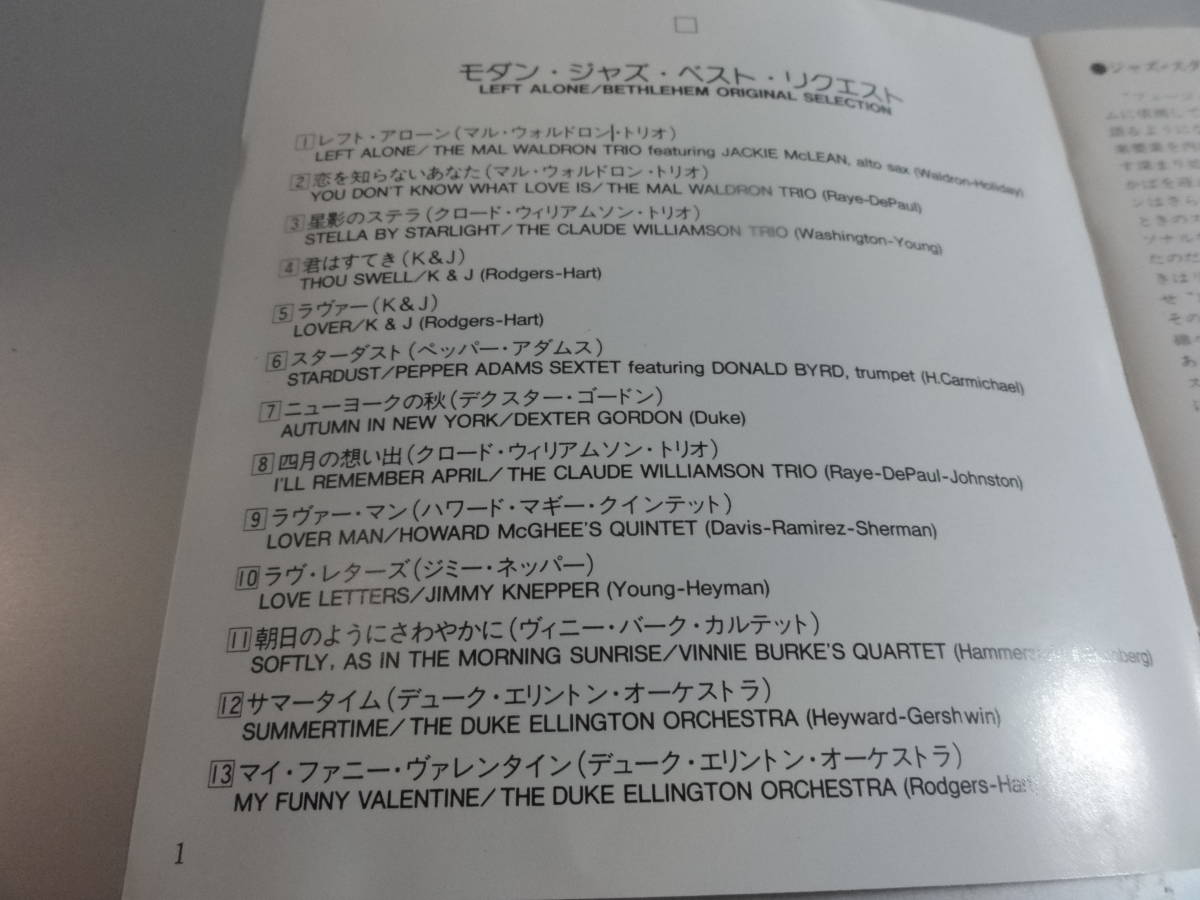 モダン・ジャズ・ベスト・リクエスト
LEFT ALONE/BETHLEHEM ORIGINAL SELECTION
1 レフト・アローン(マル・ウォルドロン・トリオ)
LEFT ALONE/THE MAL WALDRON TRIO featuring JACKIE McLEAN, alto sax (Waldron-Holiday)
2 恋を知らないあなた(マル・ウォルドロン・トリオ)
YOU DON'T KNOW WHAT LOVE IS/THE MAL WALDRON TRIO (Raye-DePaul)
3 星影のステラ(クロード・ウィリアムソン・トリオ)
STELLA BY STARLIGHT/THE CLAUDE WILLIAMSON TRIO (Washington-Young)
4 君はすてき(K&J)
THOU SWELL/K & J (Rodgers-Hart)
5 ラヴァー(K&J)
LOVER/K & J (Rodgers-Hart)
6 スターダスト(ペッパー・アダムス)
STARDUST/PEPPER ADAMS SEXTET featuring DONALD BYRD, trumpet (H.Carmichael)
7 ニューヨークの秋(デクスター・ゴードン)
AUTUMN IN NEW YORK/DEXTER GORDON (Duke)
8 四月の想い出(クロード・ウィリアムソン・トリオ)
I'LL REMEMBER APRIL/THE CLAUDE WILLIAMSON TRIO (Raye-DePaul-Johnston)
9 ラヴァー・マン(ハワード・マギー・クインテット)
LOVER MAN/HOWARD McGHEE'S QUINTET (Davis-Ramirez-Sherman)
10 ラヴ・レターズ(ジミー・ネッパー)
LOVE LETTERS/JIMMY KNEPPER (Young-Heyman)
11 朝日のようにさわやかに(ヴィニー・バーク・カルテット)
SOFTLY, AS IN THE MORNING SUNRISE/VINNIE BURKE'S QUARTET
12 サマータイム(デューク・エリントン・オーケストラ)
SUMMERTIME/THE DUKE ELLINGTON ORCHESTRA (Heyward-Gershwin)
13 マイ・ファニー・ヴァレンタイン(デューク・エリントン・オーケストラ)
MY FUNNY VALENTINE/THE DUKE ELLINGTON ORCHESTRA (Rodgers-Hart
1